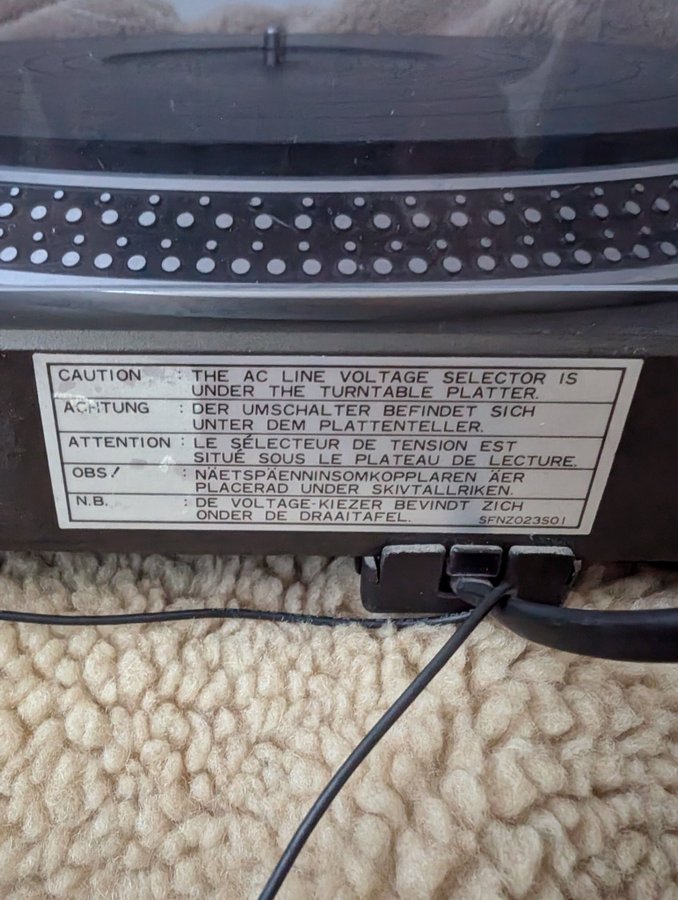 CAUTION : THE AC LINE VOLTAGE SELECTOR IS
UNDER THE TURNTABLE PLATTER.
ACHTUNG : DER UMSCHALTER BEFINDET SICH
UNTER DEM PLATTENTELLER.
ATTENTION : LE SÉLECTEUR DE TENSION EST
SITUÉ SOUS LE PLATEAU DE LECTURE.
OBS! : NÄETSPÄENNINSOMKOPPLAREN ÄER
PLACERAD UNDER SKIVTALLRIKEN.
N.B. : DE VOLTAGE-KIEZER BEVINDT ZICH
ONDER DE DRAAITAFEL. SFNZ023S01